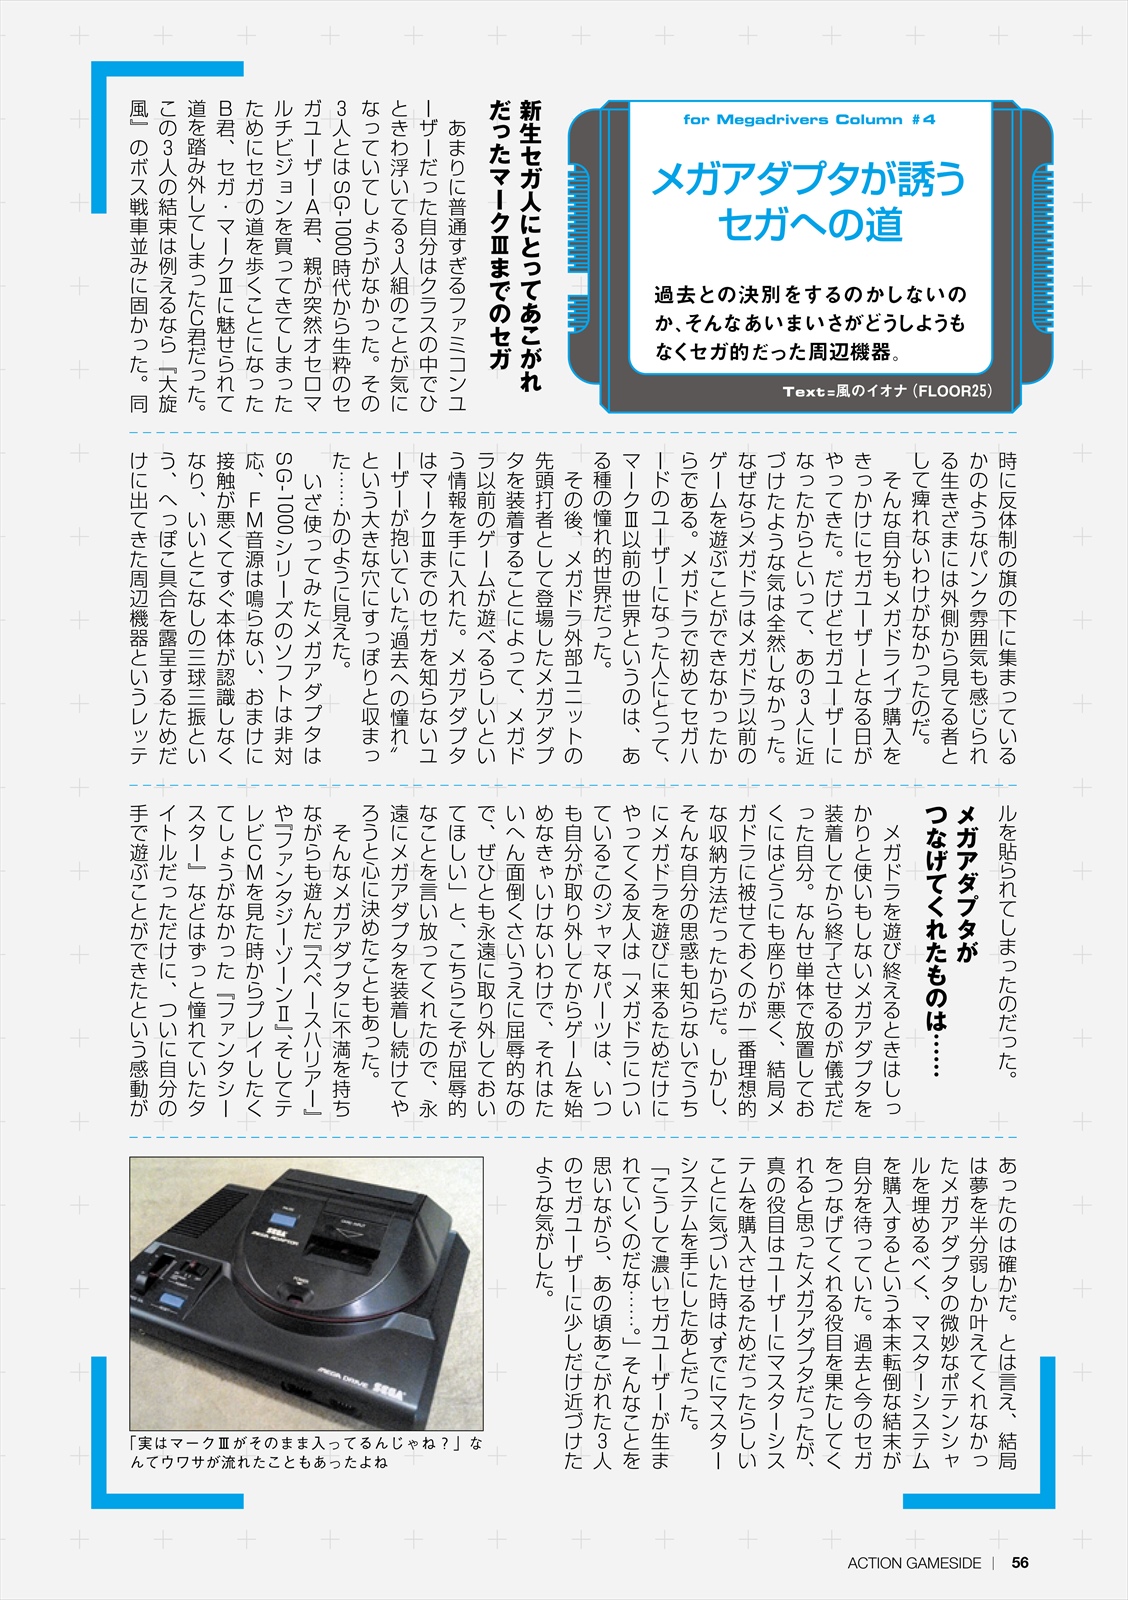 for Megadrivers Column #4
メガアダプタが誘う
セガへの道
過去との決別をするのかしないの
か、そんなあいまいさがどうしようも
なくセガ的だった周辺機器。
Text=風のイオナ（FLOOR25）
新生セガ人にとってあこがれ
だったマークⅢまでのセガ
あまりに普通すぎるファミコンユ
ーザーだった自分はクラスの中でひ
ときわ浮いてる3人組のことが気に
なっていてしょうがなかった。その
3人とはSG-1000時代から生粋のセ
ガユーザーA君、親が突然オセロマ
ルチビジョンを買ってきてしまった
ためにセガの道を歩くことになった
B君、セガ・マークⅢに魅せられて
道を踏み外してしまったC君だった。
この3人の結束は例えるなら『大旋
風』のボス戦車並みに固かった。同
時に反体制の旗の下に集まっている
かのようなパンク雰囲気も感じられ
る生きざまには外側から見てる者と
して痺れないわけがなかったのだ。
そんな自分もメガドライブ購入を
きっかけにセガユーザーとなる日が
やってきた。だけどセガユーザーに
なったからといって、あの3人に近
づけたような気は全然しなかった。
なぜならメガドラはメガドラ以前の
ゲームを遊ぶことができなかったか
らである。メガドラで初めてセガハ
ードのユーザーになった人にとって、
マークⅢ以前の世界というのは、あ
る種の憧れ的世界だった。
その後、メガドラ外部ユニットの
先頭打者として登場したメガアダプ
タを装着することによって、メガド
ラ以前のゲームが遊べるらしいとい
う情報を手に入れた。メガアダプタ
はマークⅢまでのセガを知らないユ
ーザーが抱いていた〝過去への憧れ〟
という大きな穴にすっぽりと収まっ
た……かのように見えた。
いざ使ってみたメガアダプタは
SG-1000シリーズのソフトは非対
応、FM音源は鳴らない、おまけに
接触が悪くてすぐ本体が認識しなく
なり、いいとこなしの三球三振とい
う、へっぽこ具合を露呈するためだ
けに出てきた周辺機器というレッテ
ルを貼られてしまったのだった。
メガアダプタが
つなげてくれたものは……
メガドラを遊び終えるときはしっ
かりと使いもしないメガアダプタを
装着してから終了させるのが儀式だ
った自分。なんせ単体で放置してお
くにはどうにも座りが悪く、結局メ
ガドラに被せておくのが一番理想的
な収納方法だったからだ。しかし、
そんな自分の思惑も知らないでうち
にメガドラを遊びに来るためだけに
やってくる友人は「メガドラについ
ているこのジャマなパーツは、いつ
も自分が取り外してからゲームを始
めなきゃいけないわけで、それはた
いへん面倒くさいうえに屈辱的なの
で、ぜひとも永遠に取り外しておい
てほしい」と、こちらこそが屈辱的
なことを言い放ってくれたので、永
遠にメガアダプタを装着し続けてや
ろうと心に決めたこともあった。
そんなメガアダプタに不満を持ち
ながらも遊んだ『スペースハリアー』
や『ファンタジーゾーンⅡ』、そしてテ
レビCMを見た時からプレイしたく
てしょうがなかった『ファンタシー
スター』などはずっと憧れていたタ
イトルだっただけに、ついに自分の
手で遊ぶことができたという感動が
あったのは確かだ。とは言え、結局
は夢を半分弱しか叶えてくれなかっ
たメガアダプタの微妙なポテンシャ
ルを埋めるべく、マスターシステム
を購入するという本末転倒な結末が
自分を待っていた。過去と今のセガ
をつなげてくれる役目を果たしてく
れると思ったメガアダプタだったが、
真の役目はユーザーにマスターシス
テムを購入させるためだったらしい
ことに気づいた時は、すでにマスター
システムを手にしたあとだった。
「こうして濃いセガユーザーが生ま
れていくのだな……。」そんなことを
思いながら、あの頃あこがれた3人
のセガユーザーに少しだけ近づけた
ような気がした。
SEGA
MEGA ADAPTOR
MEGA DRIVE SEGA
「実はマークⅢがそのまま入ってるんじゃね？」な
んてウワサが流れたこともあったよね
ACTION GAMESIDE | 56